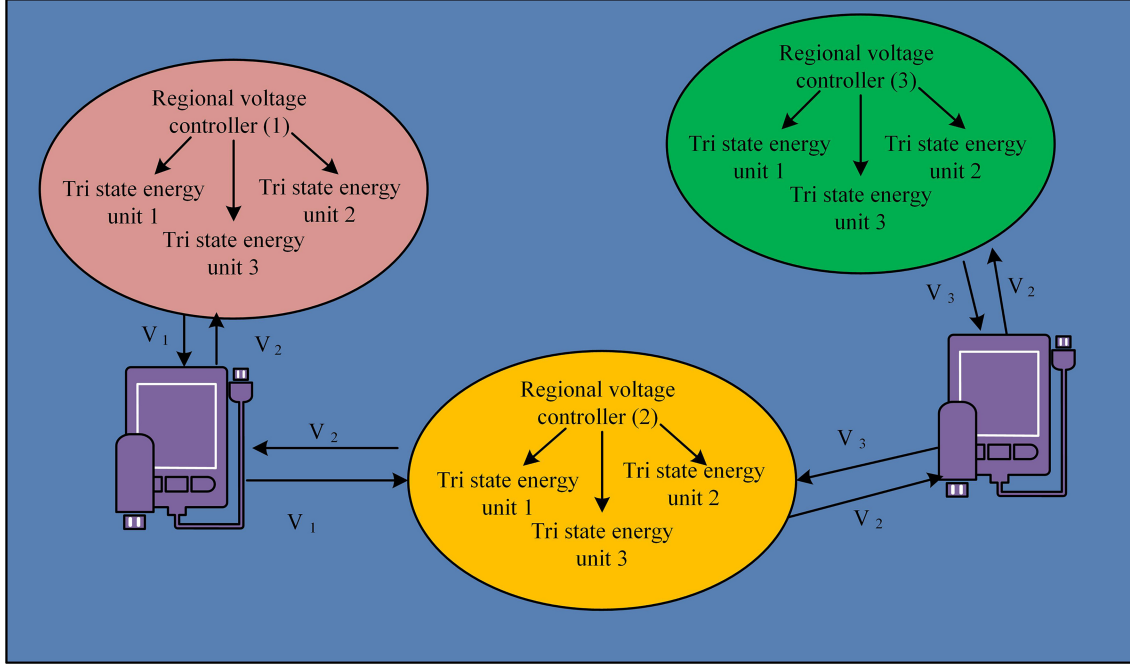 Regional voltage
controller (1)
Tri state energy
unit 1
Tri state energy
unit 2
Tri state energy
unit 3
Regional voltage
controller (3)
Tri state energy
unit 1
Tri state energy
unit 2
Tri state energy
unit 3
V 1
V 2
V 3
V 2
Regional voltage
controller (2)
Tri state energy
unit 1
Tri state energy
unit 2
Tri state energy
unit 3
V 2
V 1
V 3
V 2